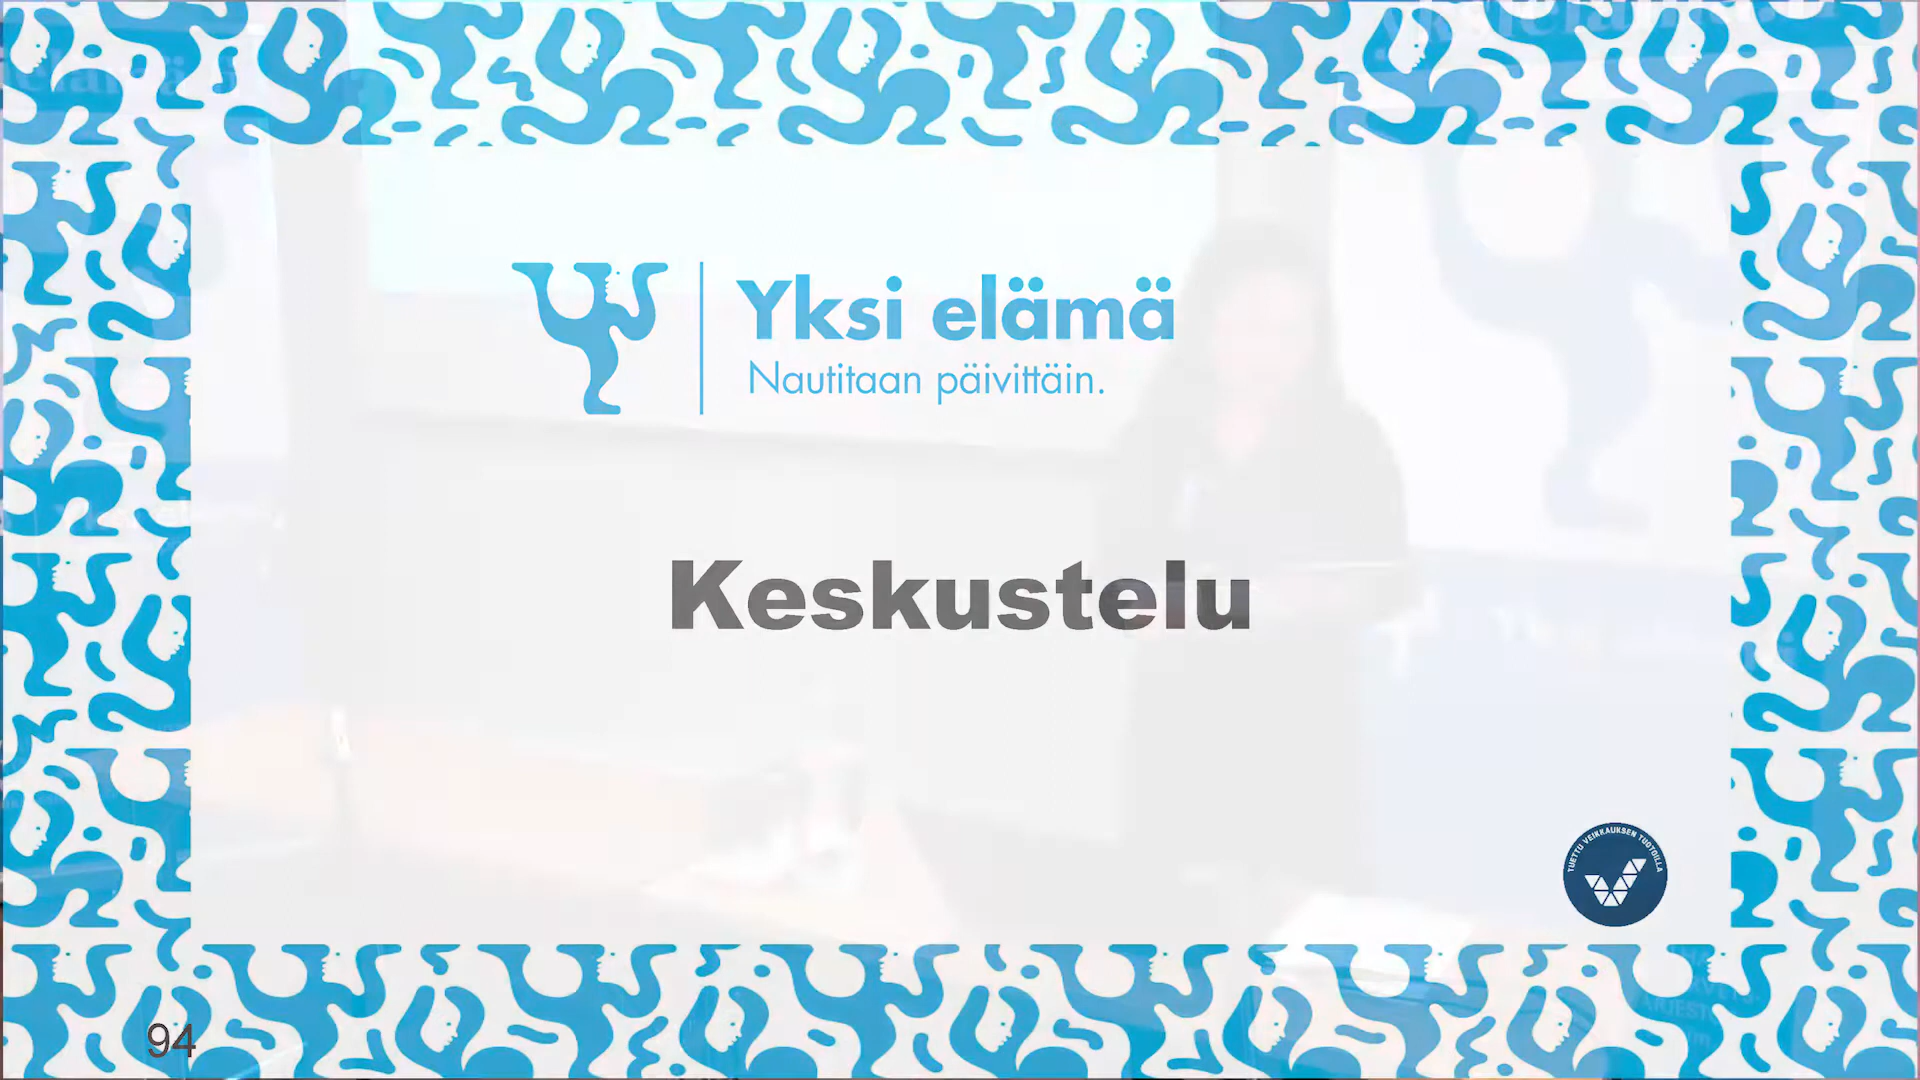 Yksi elämä
Nautitaan päivittäin.
Keskustelu
TUETTU VEIKKAUKSEN TUOTOILLA
94